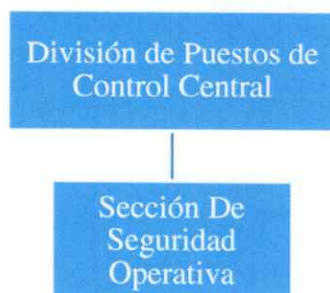 División de Puestos de
Control Central
Sección De
Seguridad
Operativa